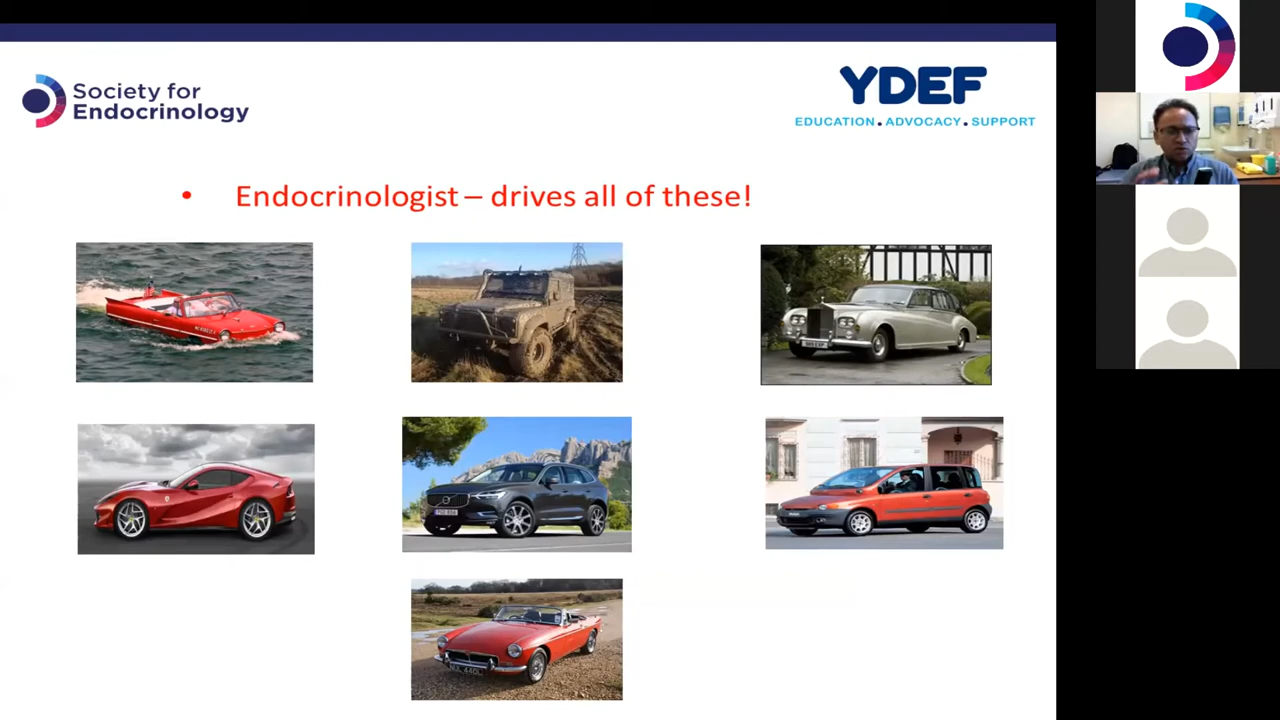 Society for
Endocrinology
YDEF
EDUCATION.ADVOCACY.SUPPORT
• Endocrinologist – drives all of these!